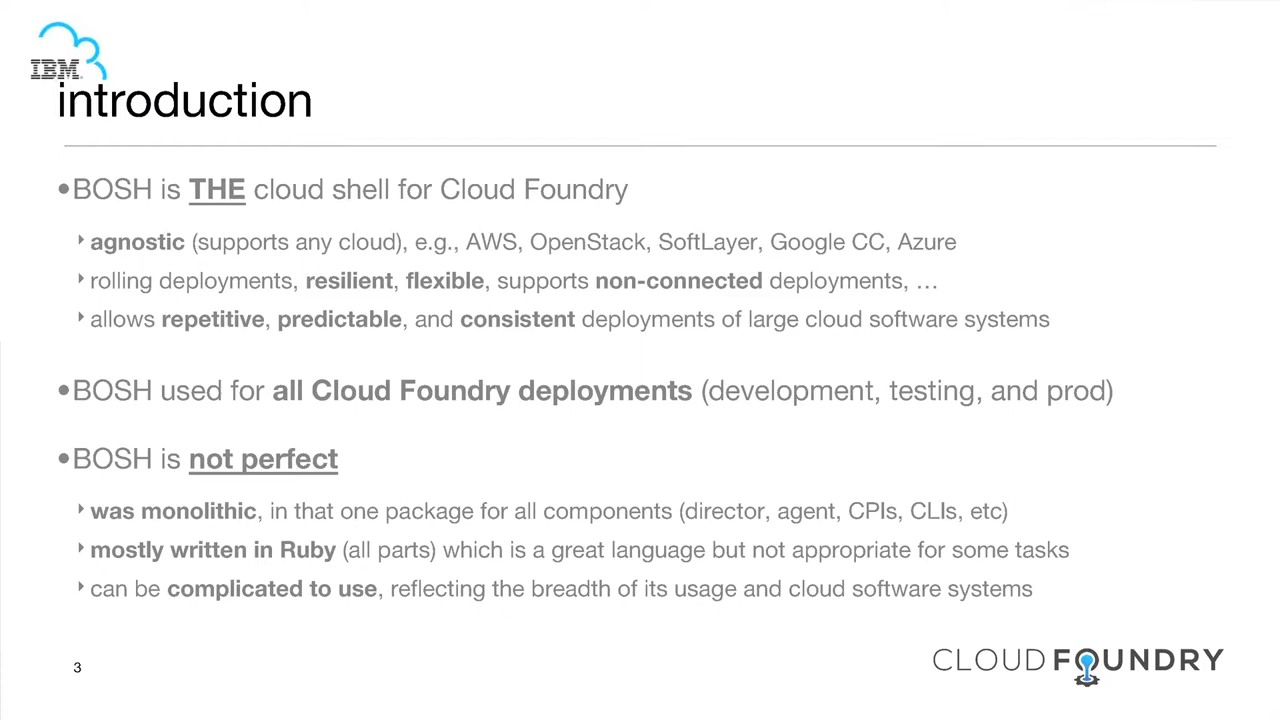 IBM
introduction
•BOSH is THE cloud shell for Cloud Foundry
‣agnostic (supports any cloud), e.g., AWS, OpenStack, SoftLayer, Google CC, Azure
‣rolling deployments, resilient, flexible, supports non-connected deployments, …
‣allows repetitive, predictable, and consistent deployments of large cloud software systems
•BOSH used for all Cloud Foundry deployments (development, testing, and prod)
•BOSH is not perfect
‣was monolithic, in that one package for all components (director, agent, CPIs, CLIs, etc)
‣mostly written in Ruby (all parts) which is a great language but not appropriate for some tasks
‣can be complicated to use, reflecting the breadth of its usage and cloud software systems
3
CLOUD FOUNDRY